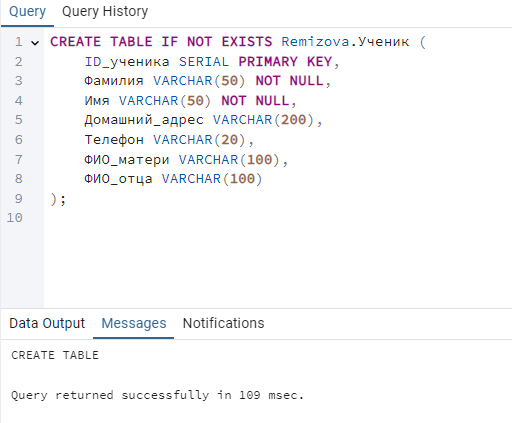 Query Query History
1 CREATE TABLE IF NOT EXISTS Remizova.Ученик (
2 ID_ученика SERIAL PRIMARY KEY,
3 Фамилия VARCHAR(50) NOT NULL,
4 Имя VARCHAR(50) NOT NULL,
5 Домашний_адрес VARCHAR(200),
6 Телефон VARCHAR(20),
7 ФИО_матери VARCHAR(100),
8 ФИО_отца VARCHAR(100)
9 );
10
Data Output Messages Notifications
CREATE TABLE
Query returned successfully in 109 msec.